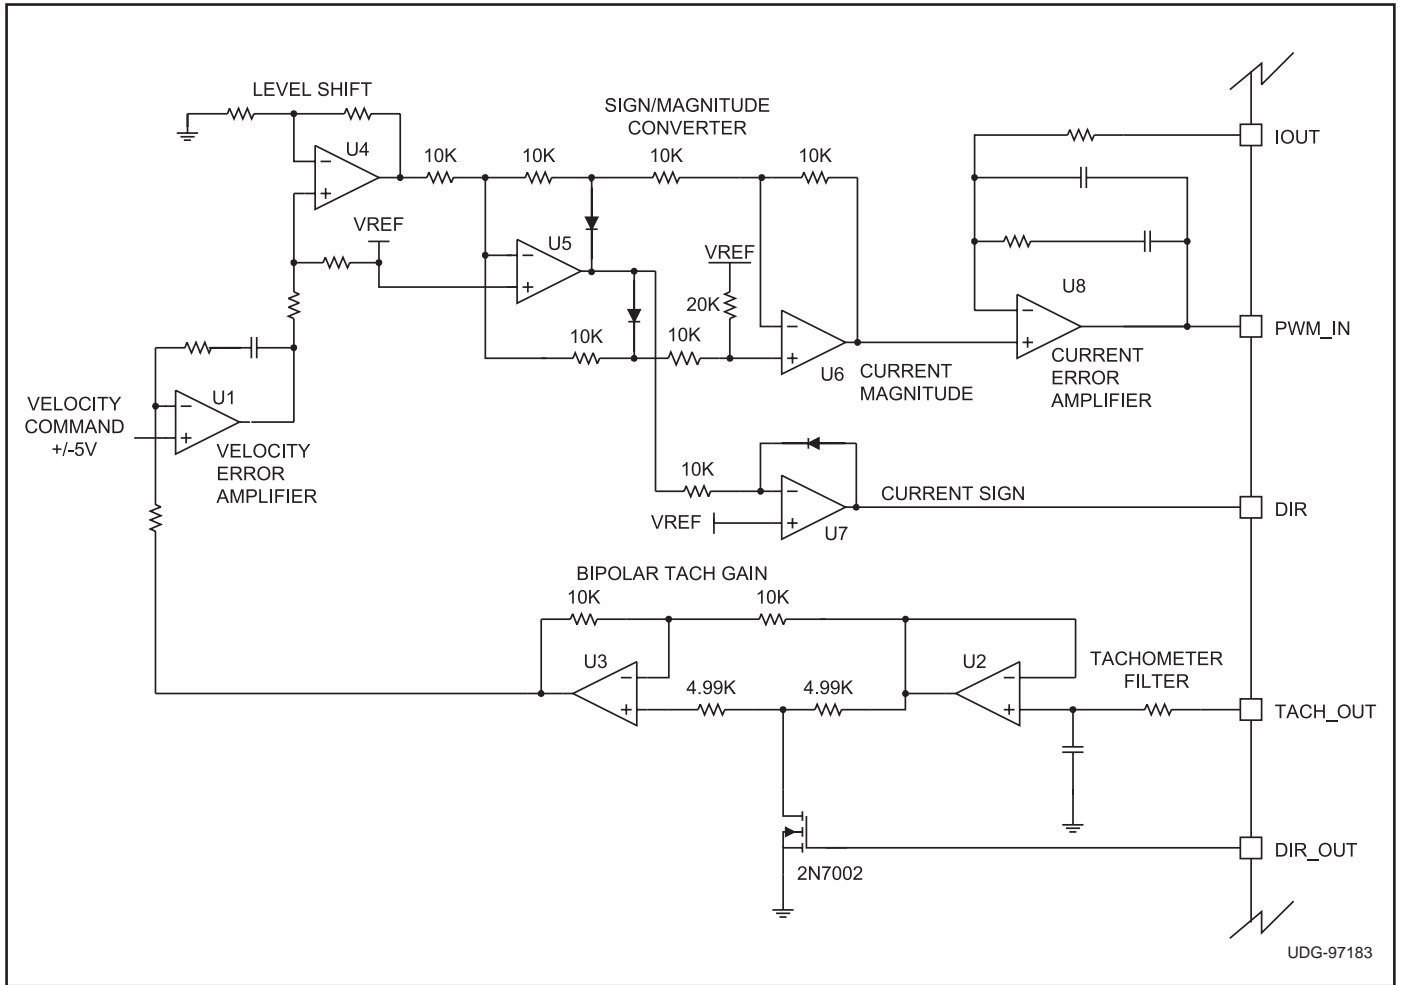 LEVEL SHIFT
SIGN/MAGNITUDE
CONVERTER
IOUT
U4
10K
10K
10K
10K
VREF
U5
VREF
20K
U8
PWM_IN
10K
10K
U6
CURRENT
MAGNITUDE
CURRENT
ERROR
AMPLIFIER
U1
VELOCITY
COMMAND
+/-5V
VELOCITY
ERROR
AMPLIFIER
10K
CURRENT SIGN
DIR
VREF
U7
BIPOLAR TACH GAIN
10K
10K
U3
U2
TACHOMETER
FILTER
4.99K
4.99K
TACH_OUT
DIR_OUT
2N7002
UDG-97183